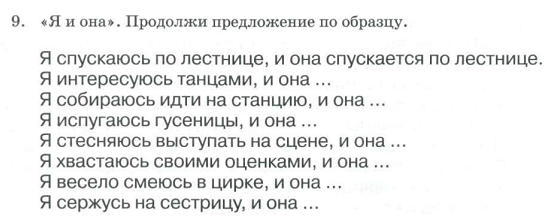 9. «Я и она». Продолжи предложение по образцу.
Я спускаюсь по лестнице, и она спускается по лестнице.
Я интересуюсь танцами, и она ...
Я собираюсь идти на станцию, и она ...
Я испугаюсь гусеницы, и она ...
Я стесняюсь выступать на сцене, и она ...
Я хвастаюсь своими оценками, и она ...
Я весело смеюсь в цирке, и она ...
Я сержусь на сестрицу, и она ...